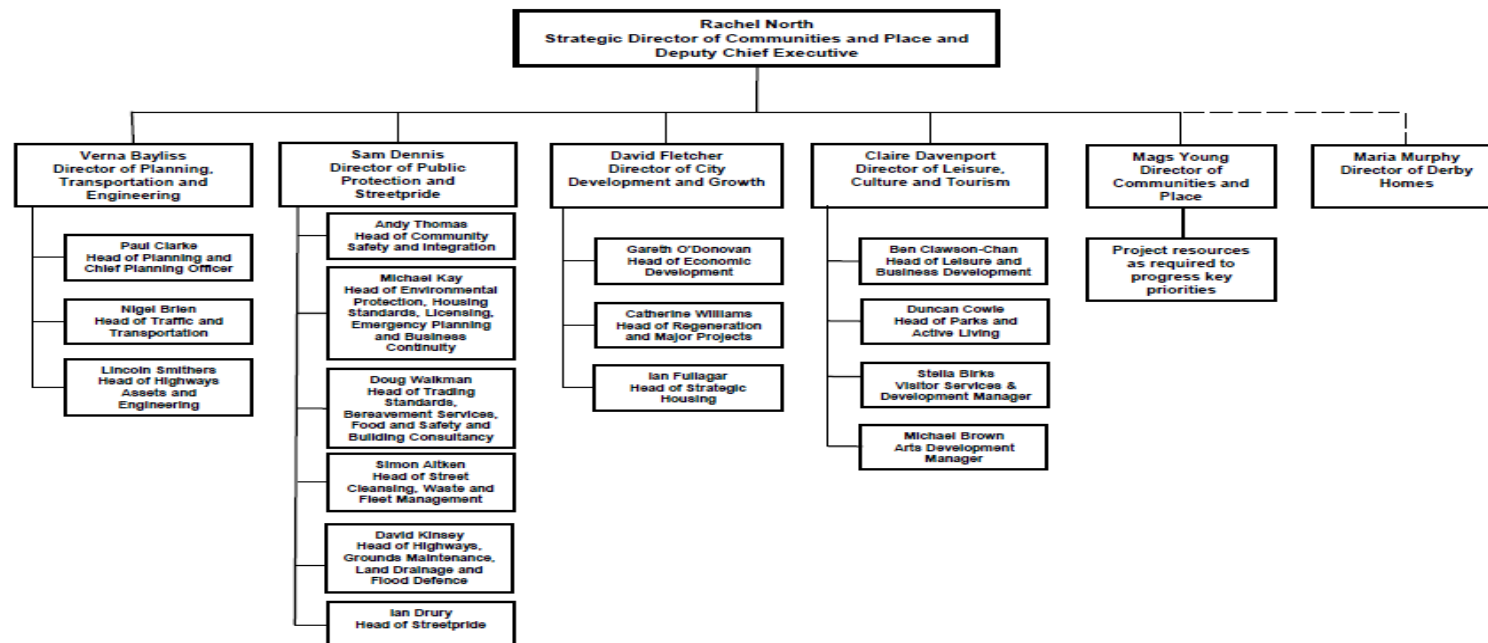 Rachel North
Strategic Director of Communities and Place and
Deputy Chief Executive
Verna Bayliss
Director of Planning,
Transportation and
Engineering
Paul Clarke
Head of Planning and
Chief Planning Officer
Nigel Brien
Head of Traffic and
Transportation
Lincoln Smithers
Head of Highways
Assets and
Engineering
Sam Dennis
Director of Public
Protection and
Streetpride
Andy Thomas
Head of Community
Safety and Integration
Michael Kay
Head of Environmental
Protection, Housing
Standards, Licensing,
Emergency Planning
and Business
Continuity
Doug Walkman
Head of Trading
Standards,
Bereavement Services,
Food and Safety and
Building Consultancy
Simon Aitken
Head of Street
Cleansing, Waste and
Fleet Management
David Kinsey
Head of Highways,
Grounds Maintenance,
Land Drainage and
Flood Defence
Ian Drury
Head of Streetpride
David Fletcher
Director of City
Development and Growth
Gareth O'Donovan
Head of Economic
Development
Catherine Williams
Head of Regeneration
and Major Projects
Ian Fullagar
Head of Strategic
Housing
Claire Davenport
Director of Leisure,
Culture and Tourism
Ben Clawson-Chan
Head of Leisure and
Business Development
Duncan Cowie
Head of Parks and
Active Living
Stella Birks
Visitor Services &
Development Manager
Michael Brown
Arts Development
Manager
Mags Young
Director of
Communities and
Place
Project resources
as required to
progress key
priorities
Maria Murphy
Director of Derby
Homes